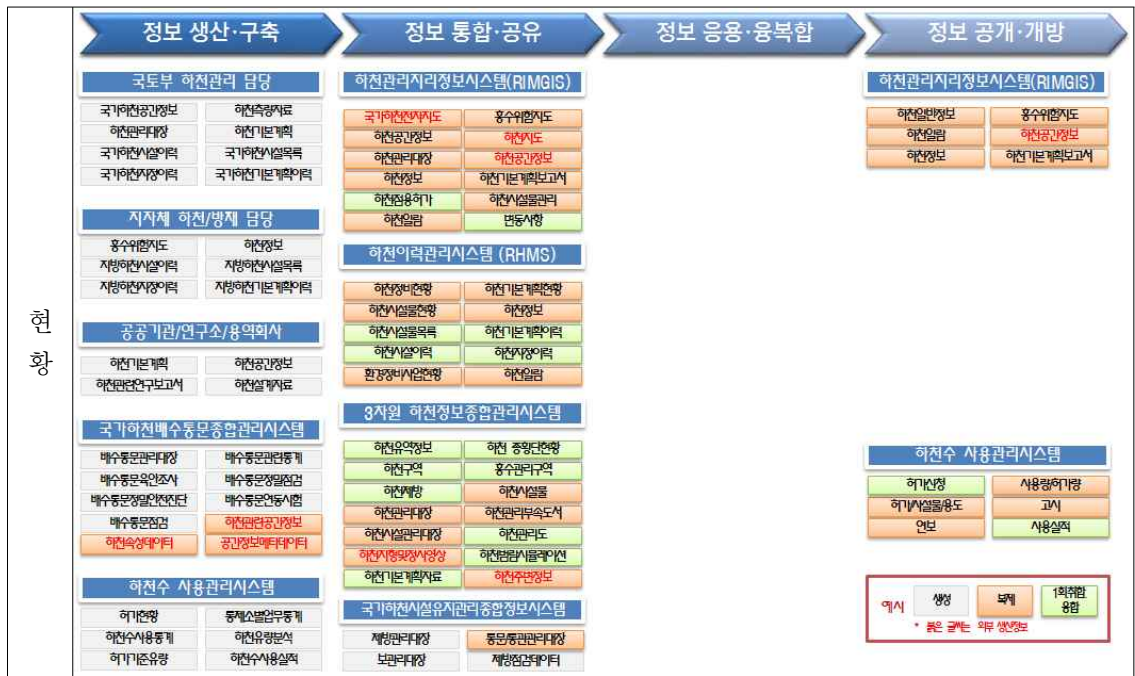 현황
정보 생산·구축
국토부 하천관리 담당
국가하천공간정보 하천측량자료
하천관리대장 하천기본계획
국가하천시설이력 국가하천시설목록
국가하천지정이력 국가하천기본계획이력
지자체 하천/방재 담당
홍수위험지도 하천정보
지방하천시설이력 지방하천시설목록
지방하천지정이력 지방하천기본계획이력
공공기관/연구소/용역회사
하천기본계획 하천공간정보
하천관련연구보고서 하천설계자료
국가하천배수통문종합관리시스템
배수통문관리대장 배수통문관련통계
배수통문육안조사 배수통문정밀점검
배수통문정밀안전진단 배수통문연동시험
배수통문점검 하천관련공간정보
하천속성데이터 공간정보메타데이터
하천수 사용관리시스템
허가현황 통제소별업무통계
하천수사용통계 하천유량분석
허가기준유량 하천수사용실적
정보 통합·공유
하천관리지리정보시스템(RIMGIS)
국가하천전자지도 홍수위험지도
하천공간정보 하천지도
하천관리대장 하천공간정보
하천정보 하천기본계획보고서
하천점용허가 하천시설물관리
하천일람 변동사항
하천이력관리시스템 (RHMS)
하천정비현황 하천기본계획현황
하천시설물현황 하천정보
하천시설물목록 하천기본계획이력
하천시설이력 하천지정이력
환경정비사업현황 하천일람
3차원 하천정보종합관리시스템
하천유역정보 하천 종횡단현황
하천구역 홍수관리구역
하천제방 하천시설물
하천관리대장 하천관리부속도서
하천시설관리대장 하천관리도
하천지형및정사영상 하천범람시뮬레이션
하천기본계획자료 하천주변정보
국가하천시설유지관리종합정보시스템
제방관리대장 통문/통관관리대장
보관리대장 제방점검데이터
정보 응용·융복합
정보 공개·개방
하천관리지리정보시스템(RIMGIS)
하천일반정보 홍수위험지도
하천일람 하천공간정보
하천정보 하천기본계획보고서
하천수 사용관리시스템
허가신청 사용량/허가량
허가시설물/용도 고시
연보 사용실적
예시 생성 복제 1회취합
융합
* 붉은 글씨는 외부 생산정보